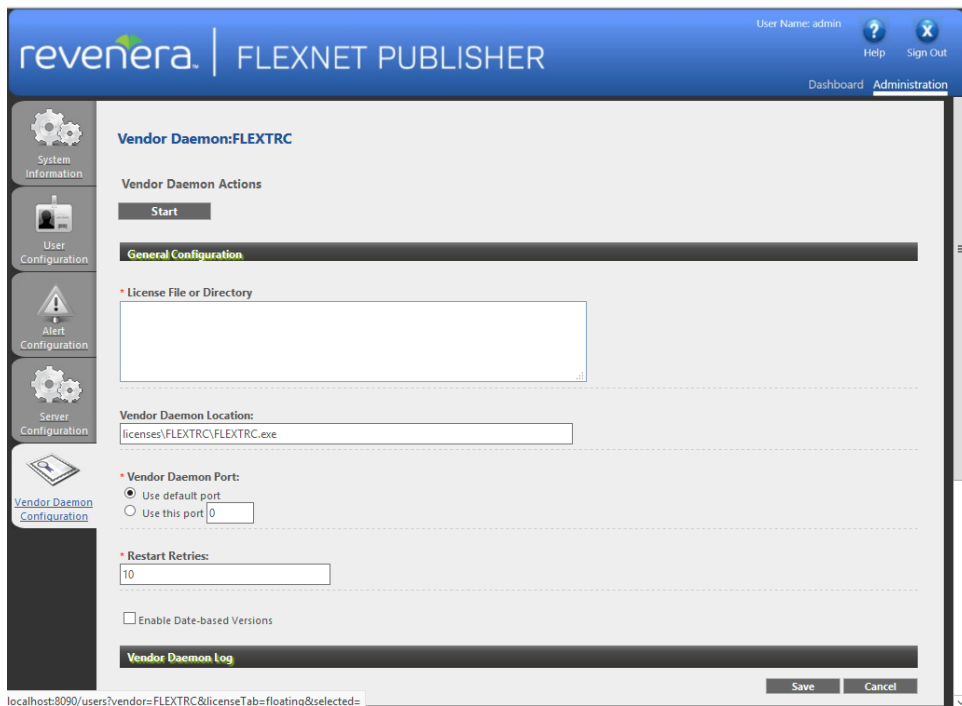 User Name: admin
Help
Sign Out
revenera. FLEXNET PUBLISHER
Dashboard Administration
System
Information
User
Configuration
Alert
Configuration
Server
Configuration
Vendor Daemon
Configuration
Vendor Daemon:FLEXTRC
Vendor Daemon Actions
Start
General Configuration
* License File or Directory
Vendor Daemon Location:
licenses\FLEXTRC\FLEXTRC.exe
* Vendor Daemon Port:
Use default port
Use this port 0
* Restart Retries:
10
Enable Date-based Versions
Vendor Daemon Log
Save Cancel
localhost:8090/users?vendor=FLEXTRC&licenseTab=floating&selected=